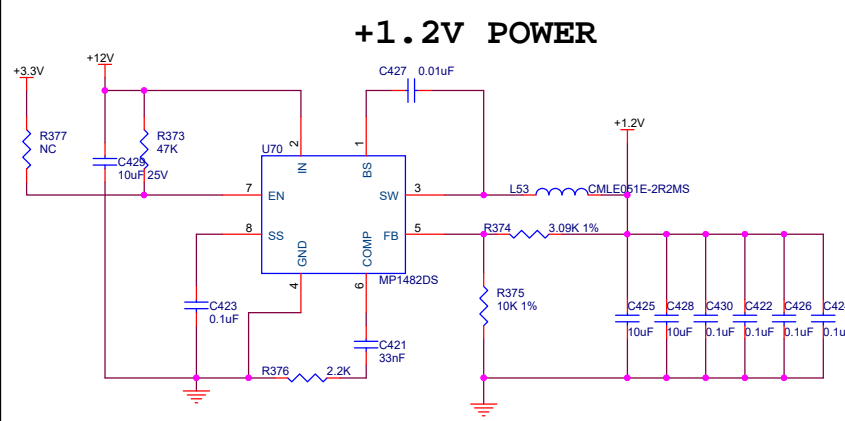 +1.2V POWER
+12V
+3.3V
C427 0.01uF
R377
NC
R373
47K
C429
10uF 25V
U70
2
1
IN
BS
+1.2V
7
EN
SW
3
L53
CMLE051E-2R2MS
8
SS
FB
5
R374
3.09K 1%
GND
COMP
4
6
MP1482DS
C423
0.1uF
R375
10K 1%
C421
33nF
R376
2.2K
C425
10uF
C428
10uF
C430
0.1uF
C422
0.1uF
C426
0.1uF